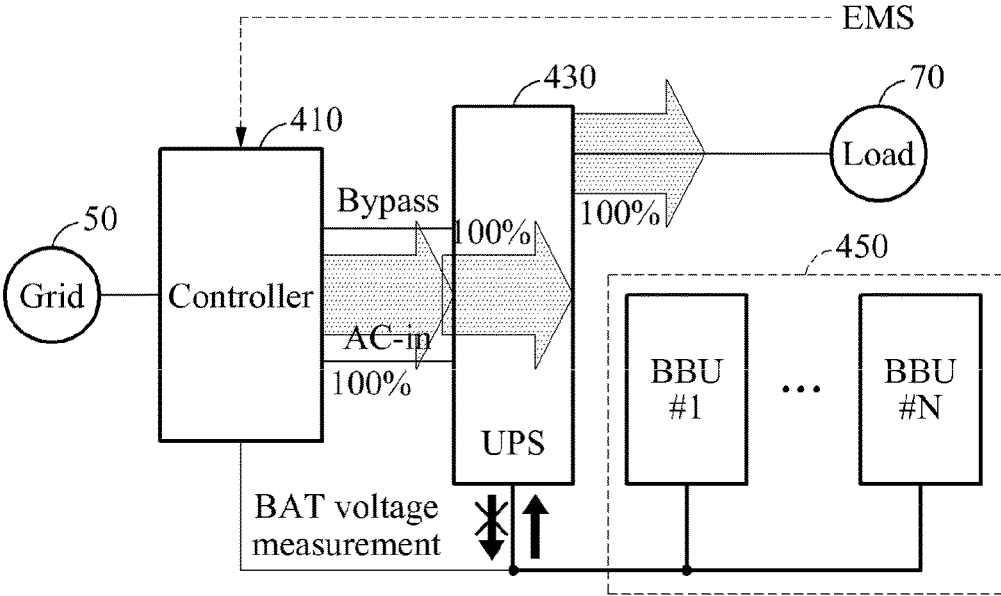 EMS
430
70
410
Load
Bypass
50
100%
100%
450
Grid
Controller
AC-in
100%
BBU
#1
...
BBU
#N
UPS
BAT voltage
measurement